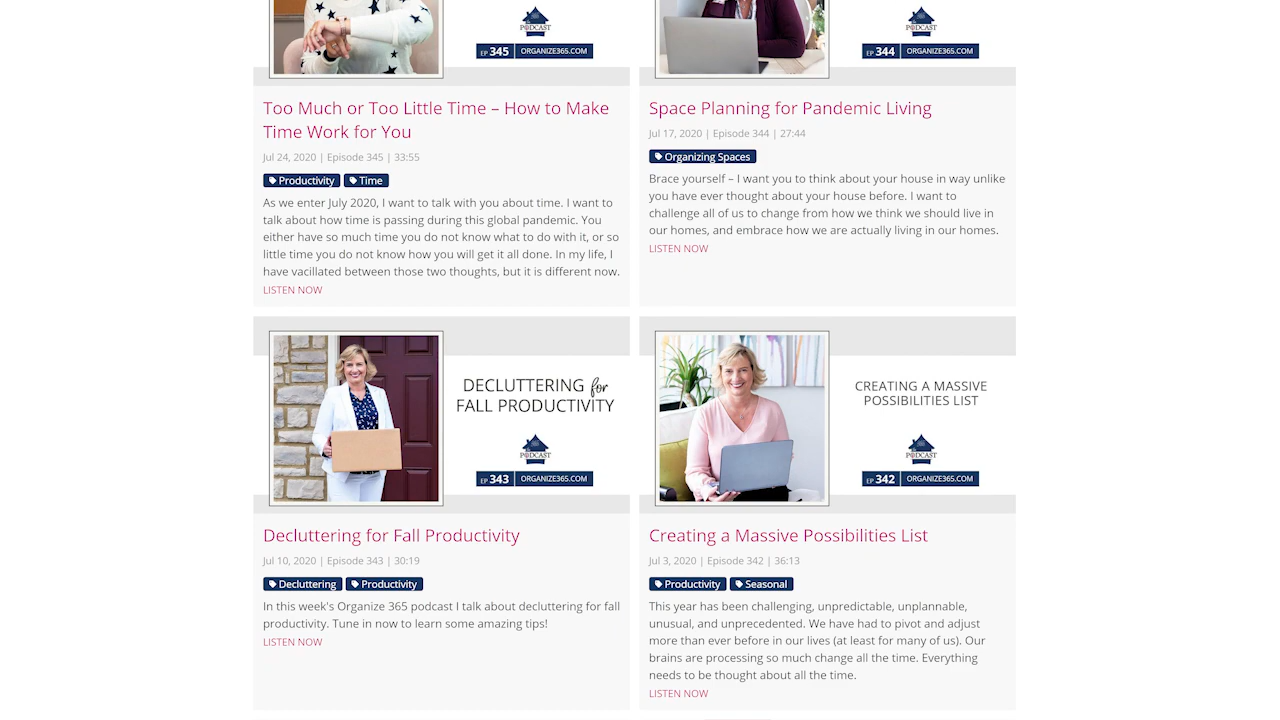 PODCAST
EP 345 ORGANIZE365.COM
Too Much or Too Little Time – How to Make
Time Work for You
Jul 24, 2020 | Episode 345 | 33:55
Productivity Time
As we enter July 2020, I want to talk with you about time. I want to
talk about how time is passing during this global pandemic. You
either have so much time you do not know what to do with it, or so
little time you do not know how you will get it all done. In my life, I
have vacillated between those two thoughts, but it is different now.
LISTEN NOW
PODCAST
EP 344 ORGANIZE365.COM
Space Planning for Pandemic Living
Jul 17, 2020 | Episode 344 | 27:44
Organizing Spaces
Brace yourself – I want you to think about your house in way unlike
you have ever thought about your house before. I want to
challenge all of us to change from how we think we should live in
our homes, and embrace how we are actually living in our homes.
LISTEN NOW
DECLUTTERING for
FALL PRODUCTIVITY
PODCAST
EP 343 ORGANIZE365.COM
Decluttering for Fall Productivity
Jul 10, 2020 | Episode 343 | 30:19
Decluttering Productivity
In this week's Organize 365 podcast I talk about decluttering for fall
productivity. Tune in now to learn some amazing tips!
LISTEN NOW
CREATING A MASSIVE
POSSIBILITIES LIST
PODCAST
EP 342 ORGANIZE365.COM
Creating a Massive Possibilities List
Jul 3, 2020 | Episode 342 | 36:13
Productivity Seasonal
This year has been challenging, unpredictable, unplannable,
unusual, and unprecedented. We have had to pivot and adjust
more than ever before in our lives (at least for many of us). Our
brains are processing so much change all the time. Everything
needs to be thought about all the time.
LISTEN NOW